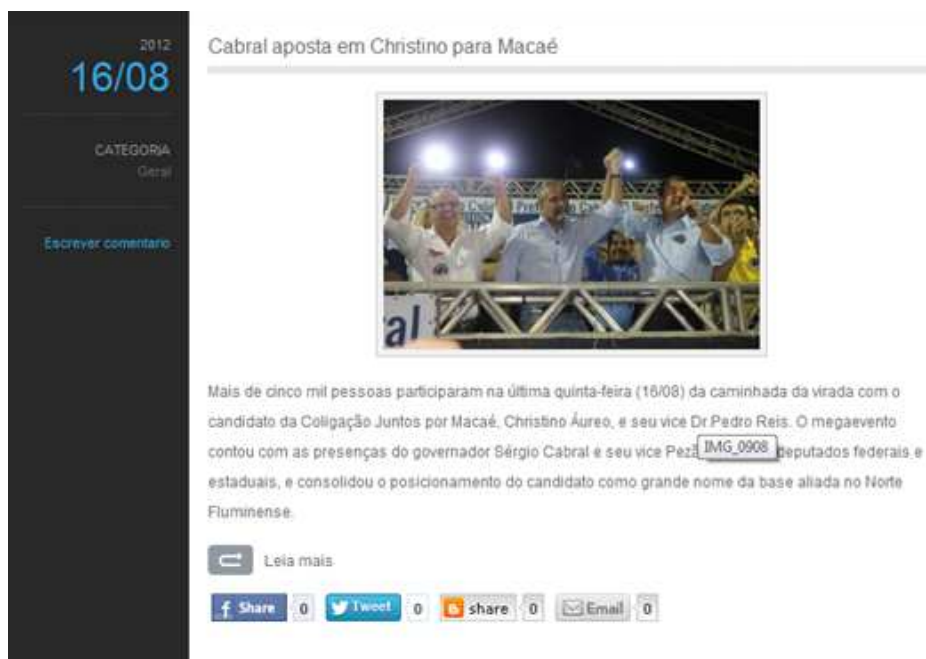 2012
16/08
CATEGORIA
Geral
Escrever comentario
Cabral aposta em Christino para Macaé
al
Mais de cinco mil pessoas participaram na última quinta-feira (16/08) da caminhada da virada com o
candidato da Coligação Juntos por Macaé, Christino Áureo, e seu vice Dr Pedro Reis. O megaevento
contou com as presenças do governador Sérgio Cabral e seu vice IMG_0908 deputados federais e
estaduais, e consolidou o posicionamento do candidato como grande nome da base aliada no Norte
Fluminense.
Leia mais
f Share 0 Tweet 0 share 0 Email 0